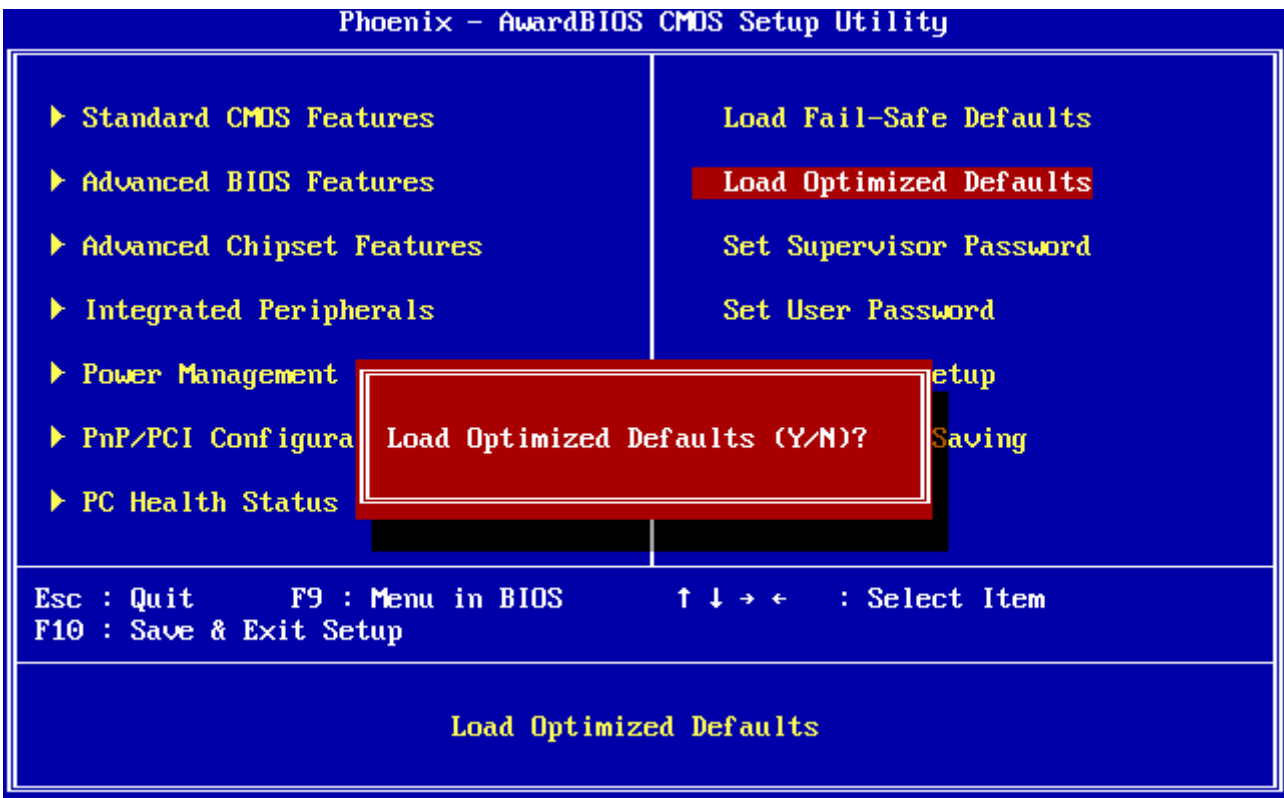 Phoenix - AwardBIOS CMOS Setup Utility
▶ Standard CMOS Features
▶ Advanced BIOS Features
▶ Advanced Chipset Features
▶ Integrated Peripherals
▶ Power Management
▶ PnP/PCI Configura
▶ PC Health Status
Load Fail-Safe Defaults
Load Optimized Defaults
Set Supervisor Password
Set User Password
etup
Saving
Load Optimized Defaults (Y/N)?
Esc : Quit F9 : Menu in BIOS ↑ ↓ → ← : Select Item
F10 : Save & Exit Setup
Load Optimized Defaults